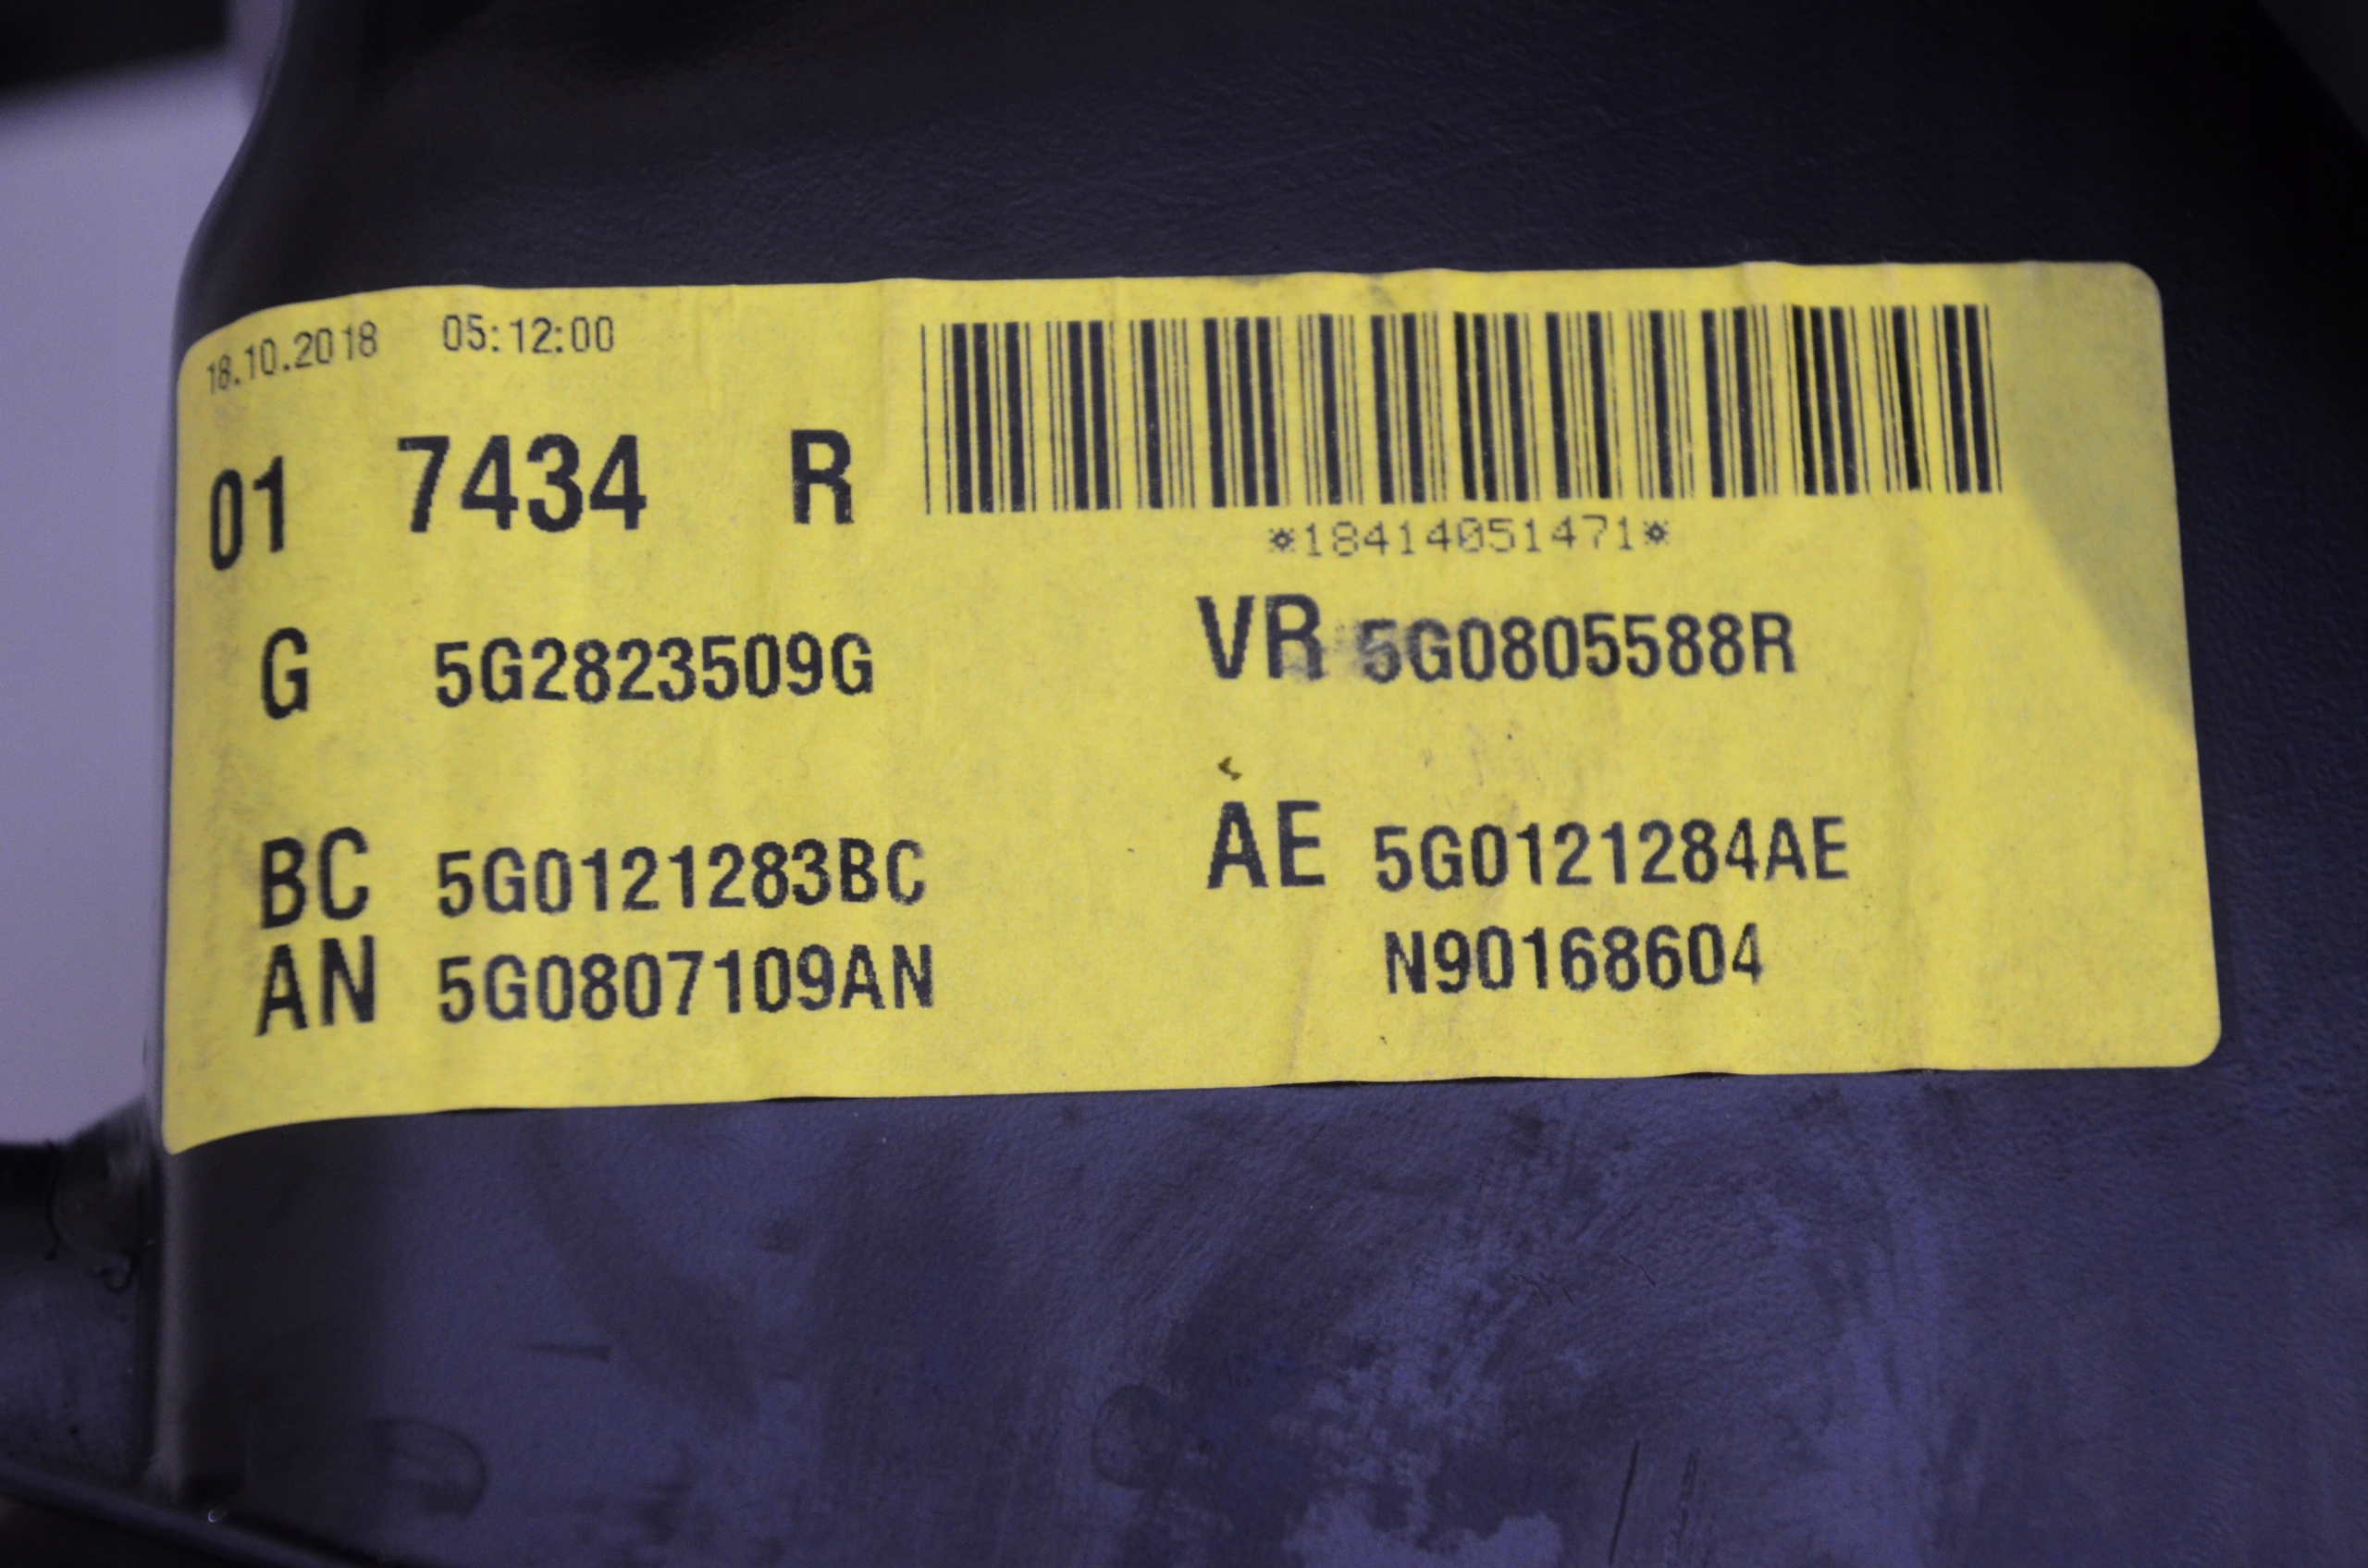 18.10.2018 05:12:00
01 7434 R
*18414051471*
G 5G2823509G
VR 5G0805588R
BC 5G0121283BC
AE 5G0121284AE
AN 5G0807109AN
N90168604